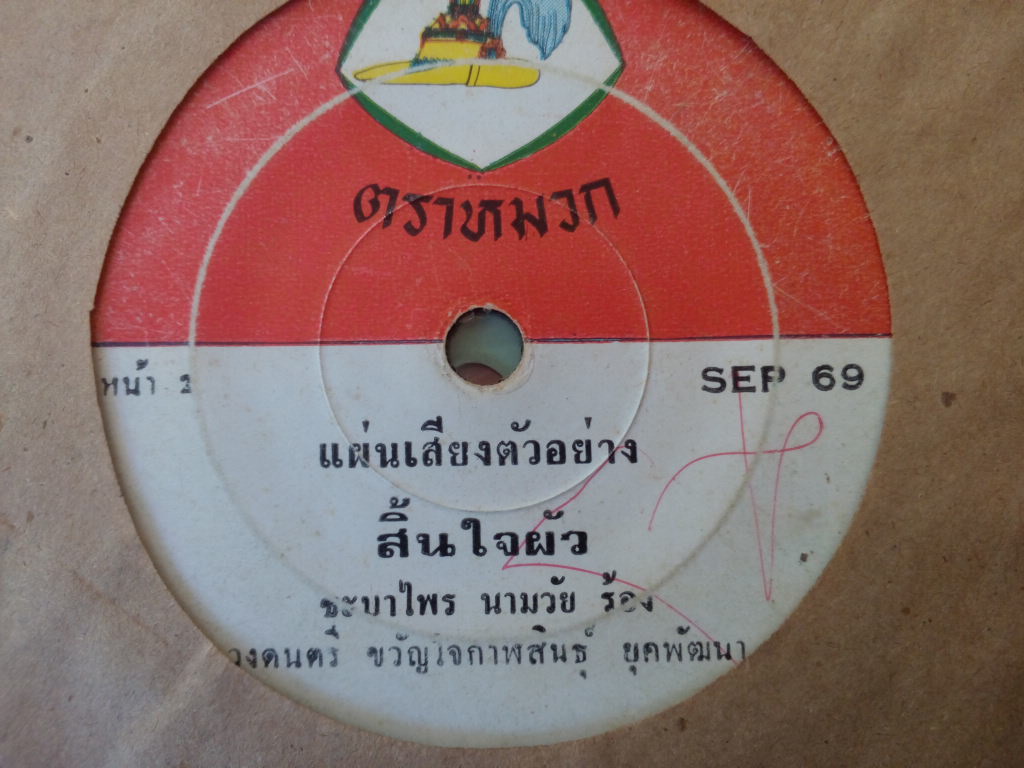 ตราหมวก
หน้า
SEP 69
แผ่นเสียงตัวอย่าง
สิ้นใจผัว
ชะบาไพร นามวัย ร้อง
วงดนตรี ขวัญใจกาฬสินธุ์ ยุคพัฒนา